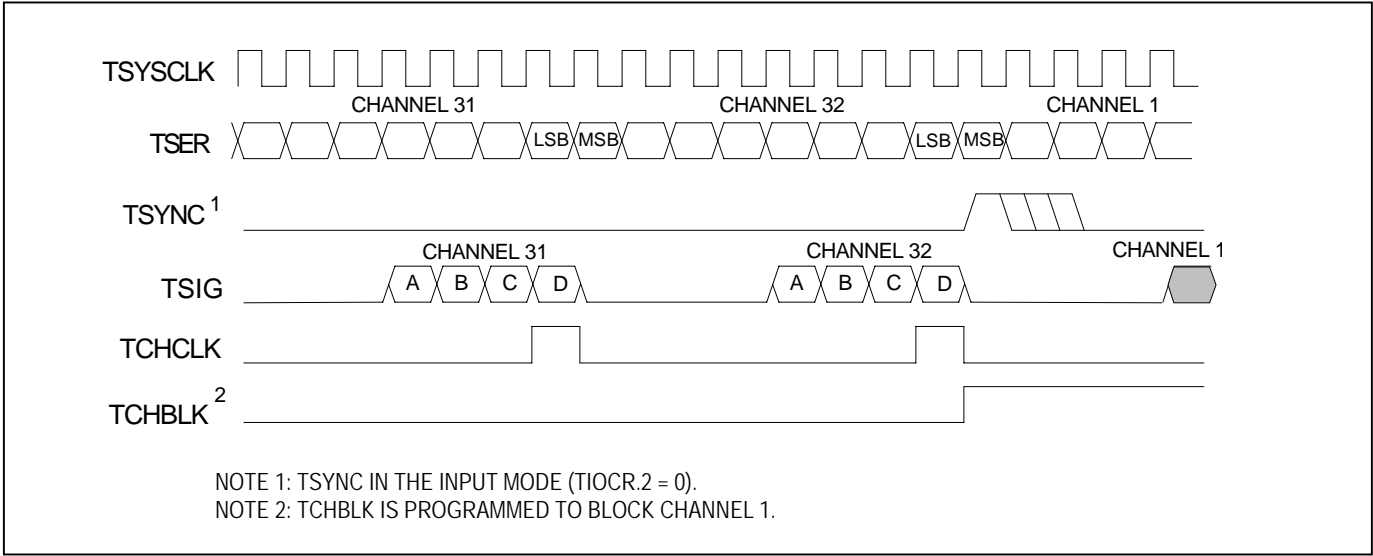 TSYSCLK
CHANNEL 31 CHANNEL 32 CHANNEL 1
TSER LSB MSB LSB MSB
TSYNC 1
CHANNEL 31 CHANNEL 32 CHANNEL 1
TSIG A B C D A B C D
TCHCLK
TCHBLK 2
NOTE 1: TSYNC IN THE INPUT MODE (TIOCR.2 = 0).
NOTE 2: TCHBLK IS PROGRAMMED TO BLOCK CHANNEL 1.